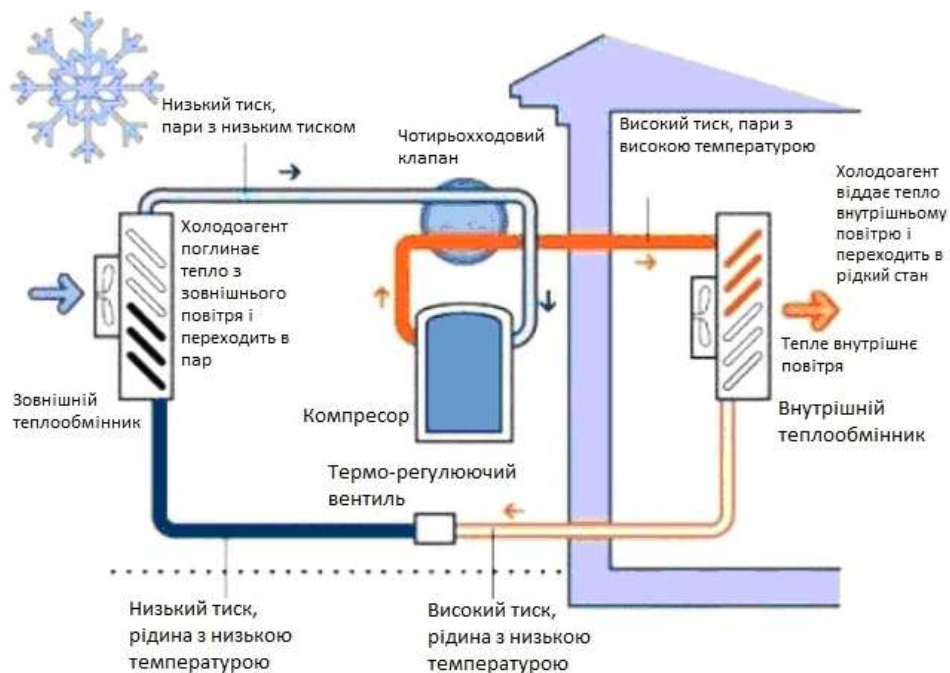 Низький тиск,
пари з низьким тиском
Чотирьохходовий
клапан
Високий тиск, пари з
високою температурою
Холодоагент
віддає тепло
внутрішньому
повітрю і
переходить в
рідкий стан
Холодоагент
поглинає
тепло з
зовнішнього
повітря і
переходить в
пар
Тепле внутрішнє
повітря
Зовнішній
теплообмінник
Компресор
Внутрішній
теплообмінник
Термо-регулюючий
вентиль
Низький тиск,
рідина з низькою
температурою
Високий тиск,
рідина з низькою
температурою